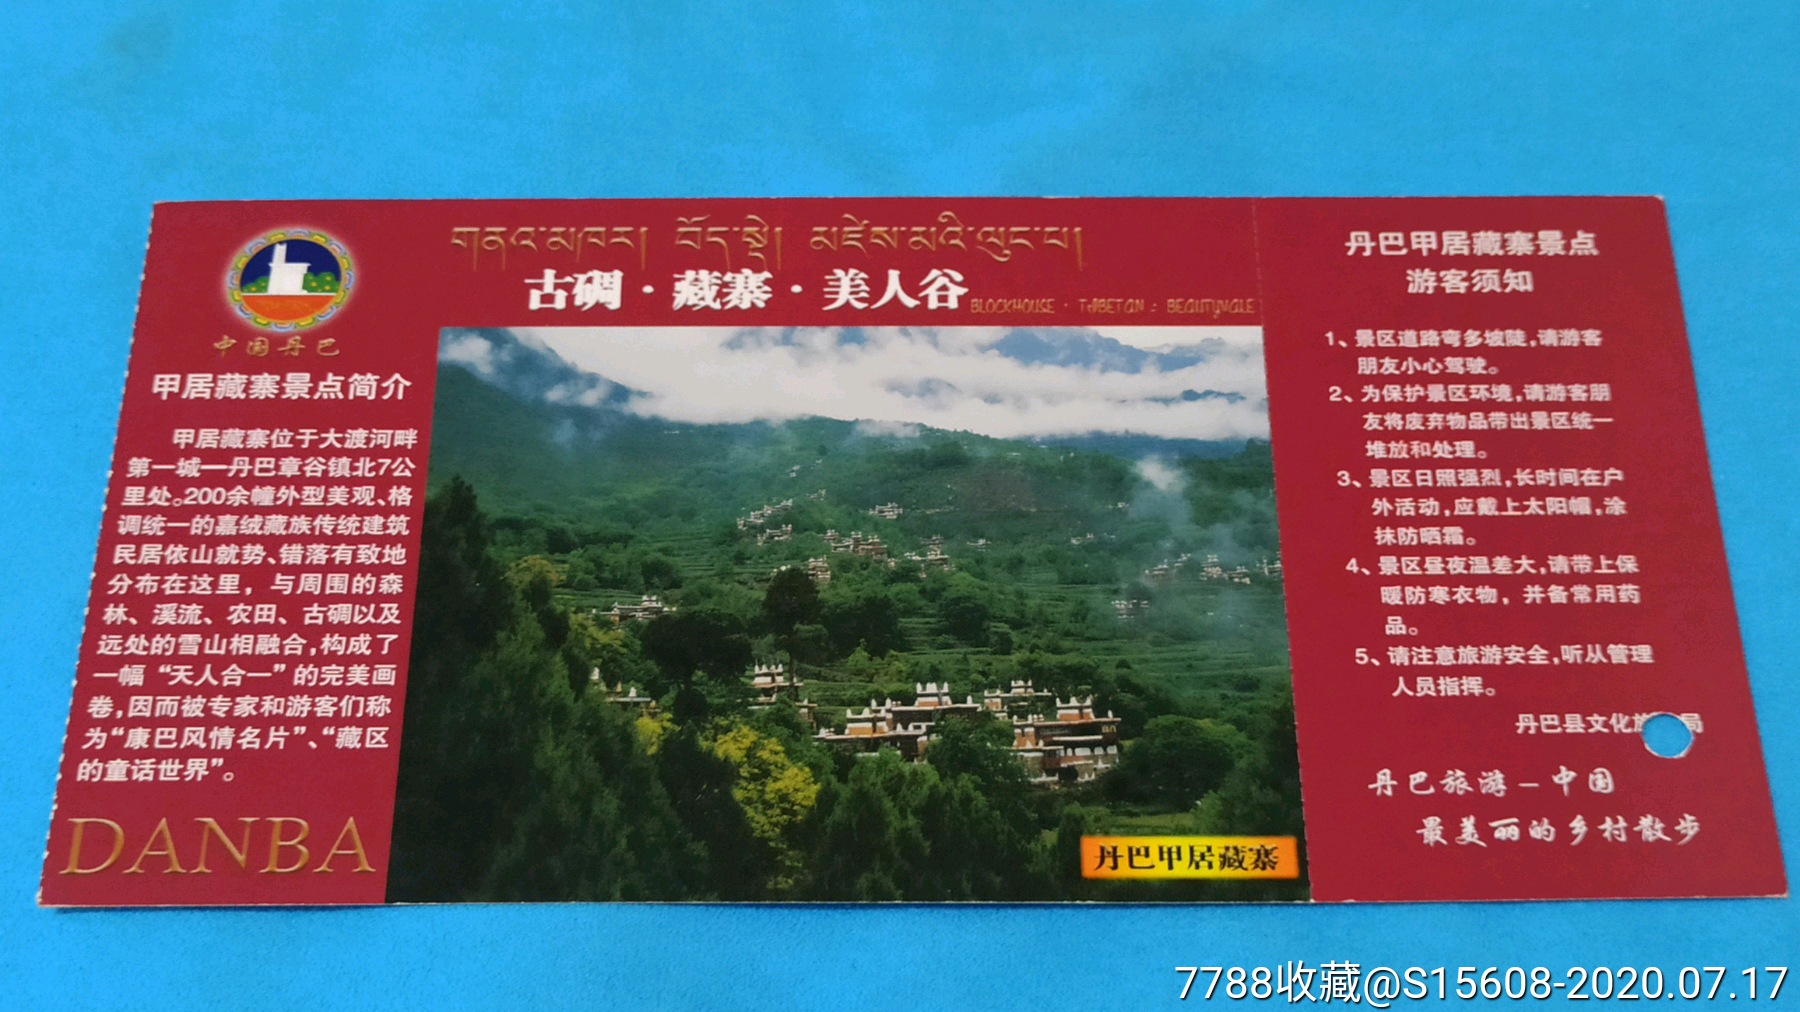 中国丹巴
甲居藏寨景点简介
甲居藏寨位于大渡河畔
第一城—丹巴章谷镇北7公
里处。200余幢外型美观、格
调统一的嘉绒藏族传统建筑
民居依山就势、错落有致地
分布在这里，与周围的森
林、溪流、农田、古碉以及
远处的雪山相融合，构成了
一幅“天人合一”的完美画
卷，因而被专家和游客们称
为“康巴风情名片”、“藏区
的童话世界”。
DANBA
གནའ་མཁར། བོད་སྡེ། མཛེས་མའི་ལུང་པ།
古碉·藏寨·美人谷
BLOCKHOUSE · TIBETAN : BEAUTYVALE
丹巴甲居藏寨
丹巴甲居藏寨景点
游客须知
1、景区道路弯多坡陡，请游客
朋友小心驾驶。
2、为保护景区环境，请游客朋
友将废弃物品带出景区统一
堆放和处理。
3、景区日照强烈，长时间在户
外活动，应戴上太阳帽，涂
抹防晒霜。
4、景区昼夜温差大，请带上保
暖防寒衣物，并备常用药
品。
5、请注意旅游安全，听从管理
人员指挥。
丹巴县文化旅 局
丹巴旅游－中国
最美丽的乡村散步
7788收藏@S15608-2020.07.17